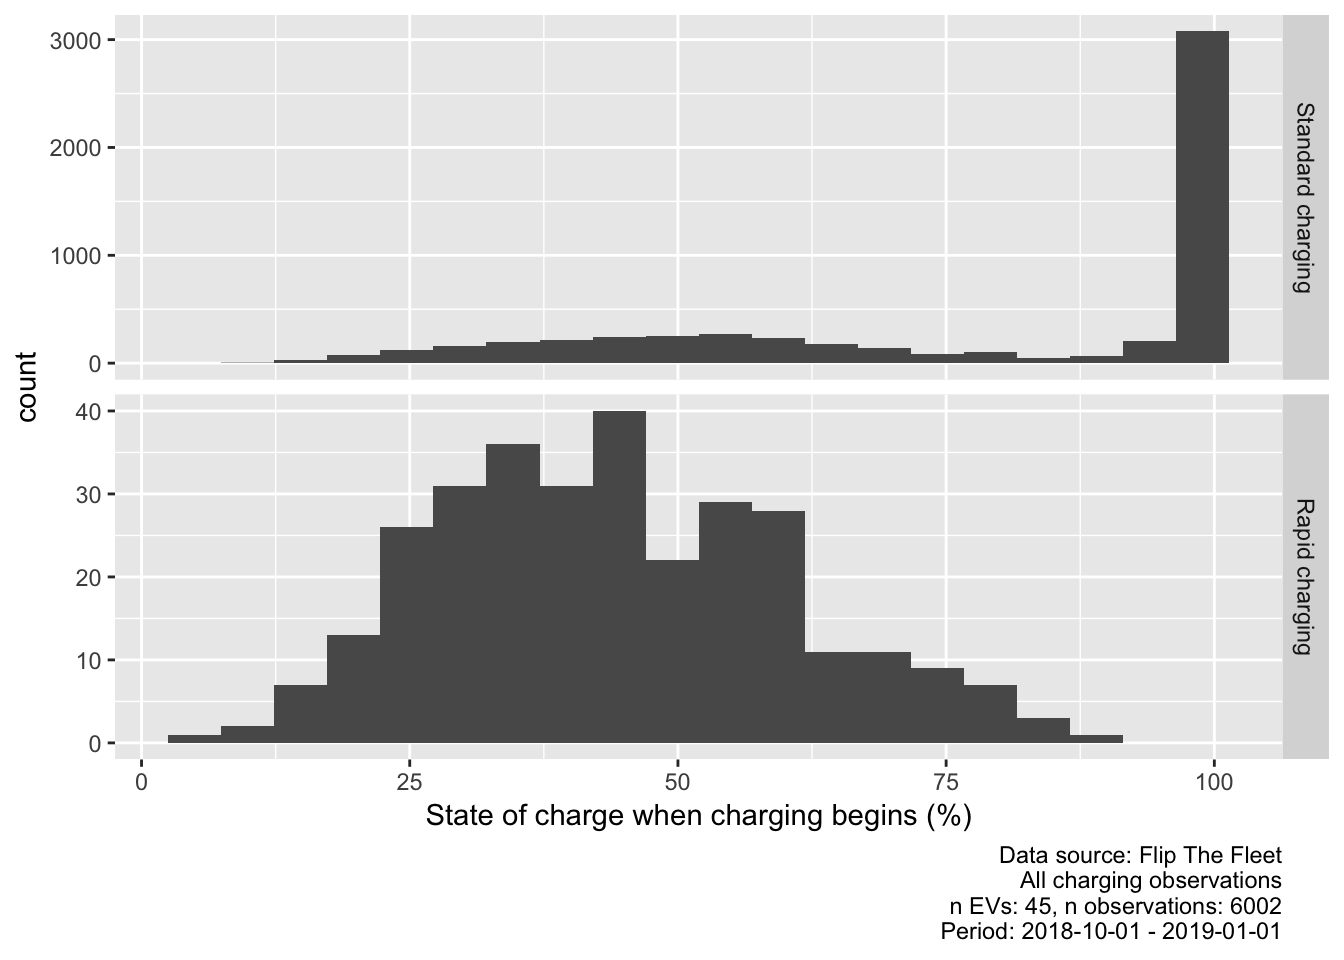 3000
2000
1000
0
Standard charging
count
40
30
20
10
0
Rapid charging
0 25 50 75 100
State of charge when charging begins (%)
Data source: Flip The Fleet
All charging observations
n EVs: 45, n observations: 6002
Period: 2018-10-01 - 2019-01-01